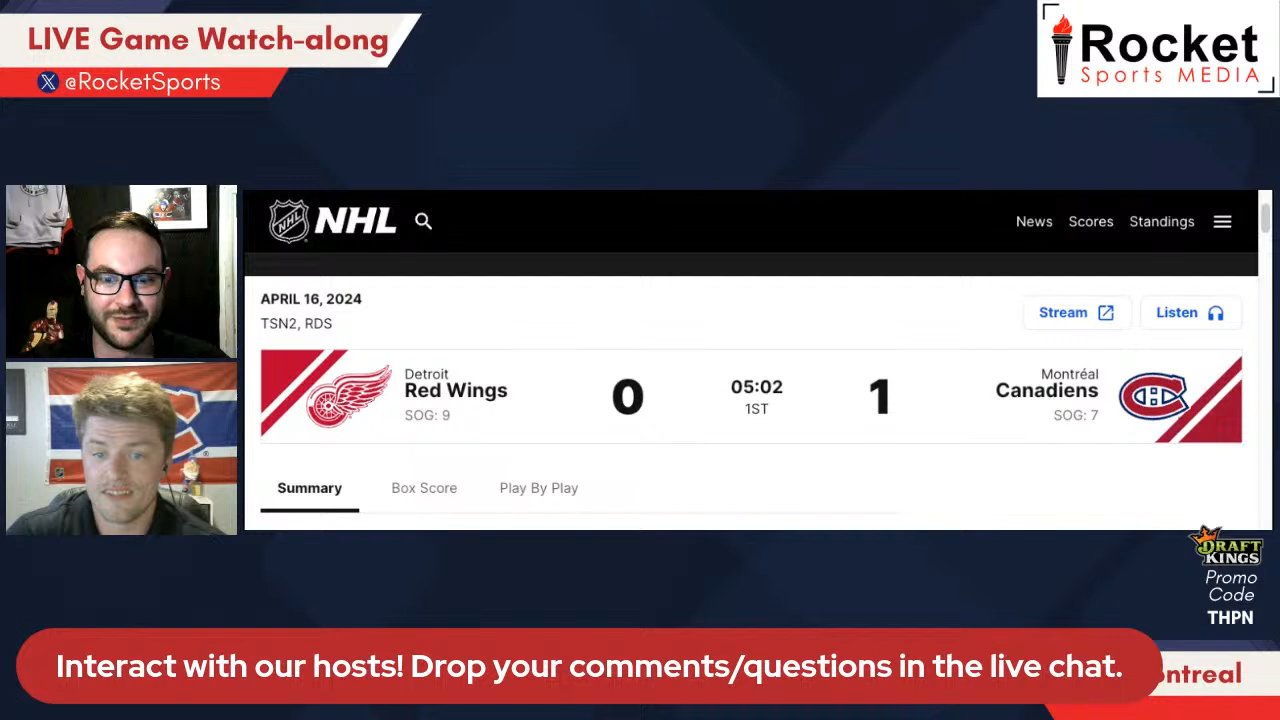 LIVE Game Watch-along
@RocketSports
Rocket
Sports MEDIA
NHL
NHL
News Scores Standings
APRIL 16, 2024
TSN2, RDS
Stream Listen
Detroit
Red Wings
SOG: 9
0
05:02
1ST
1
Montréal
Canadiens
SOG: 7
Summary Box Score Play By Play
DRAFT
KINGS
Promo
Code
THPN
Interact with our hosts! Drop your comments/questions in the live chat.
ntreal